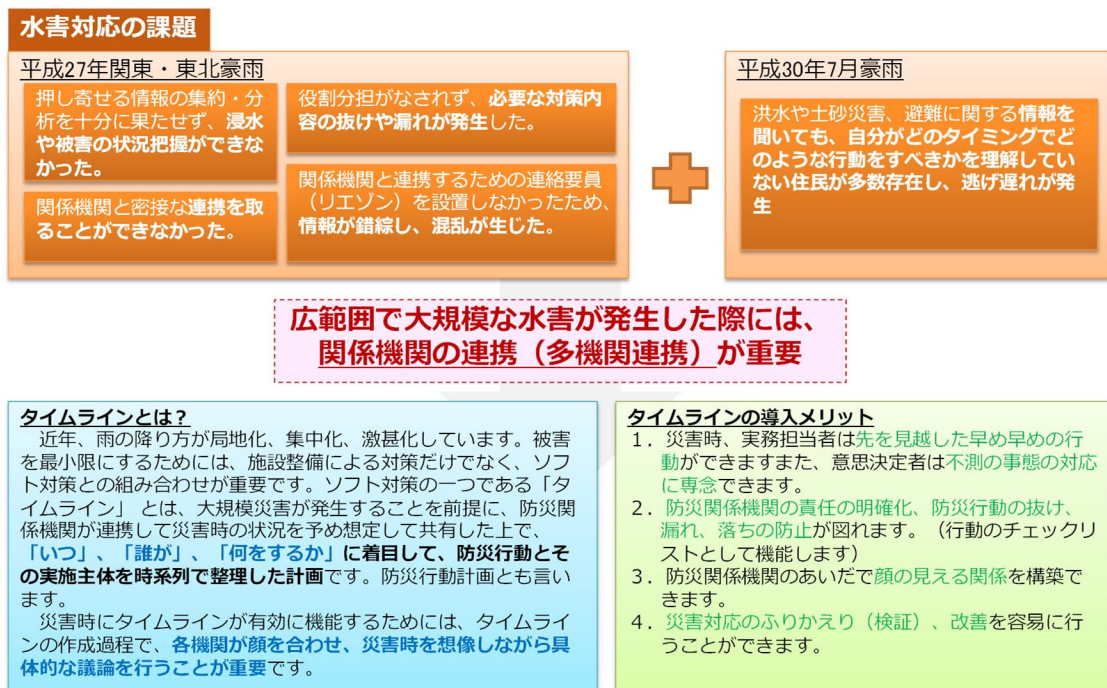 水害対応の課題
平成27年関東・東北豪雨
押し寄せる情報の集約・分
析を十分に果たせず、浸水
や被害の状況把握ができな
かった。
関係機関と密接な連携を取
ることができなかった。
役割分担がなされず、必要な対策内
容の抜けや漏れが発生した。
関係機関と連携するための連絡要員
（リエゾン）を設置しなかったため、
情報が錯綜し、混乱が生じた。
平成30年7月豪雨
洪水や土砂災害、避難に関する情報を
聞いても、自分がどのタイミングでど
のような行動をすべきかを理解してい
ない住民が多数存在し、逃げ遅れが発
生
広範囲で大規模な水害が発生した際には、
関係機関の連携（多機関連携）が重要
タイムラインとは？
近年、雨の降り方が局地化、集中化、激甚化しています。被害
を最小限にするためには、施設整備による対策だけでなく、ソフ
ト対策との組み合わせが重要です。ソフト対策の一つである「タ
イムライン」 とは、大規模災害が発生することを前提に、防災関
係機関が連携して災害時の状況を予め想定して共有した上で、
「いつ」、「誰が」、「何をするか」に着目して、防災行動とそ
の実施主体を時系列で整理した計画です。防災行動計画とも言い
ます。
災害時にタイムラインが有効に機能するためには、タイムライ
ンの作成過程で、各機関が顔を合わせ、災害時を想像しながら具
体的な議論を行うことが重要です。
タイムラインの導入メリット
１．災害時、実務担当者は先を見越した早め早めの行
動ができますまた、意思決定者は不測の事態の対応
に専念できます。
２．防災関係機関の責任の明確化、防災行動の抜け、
漏れ、落ちの防止が図れます。（行動のチェックリ
ストとして機能します）
３．防災関係機関のあいだで顔の見える関係を構築で
きます。
４．災害対応のふりかえり（検証）、改善を容易に行
うことができます。